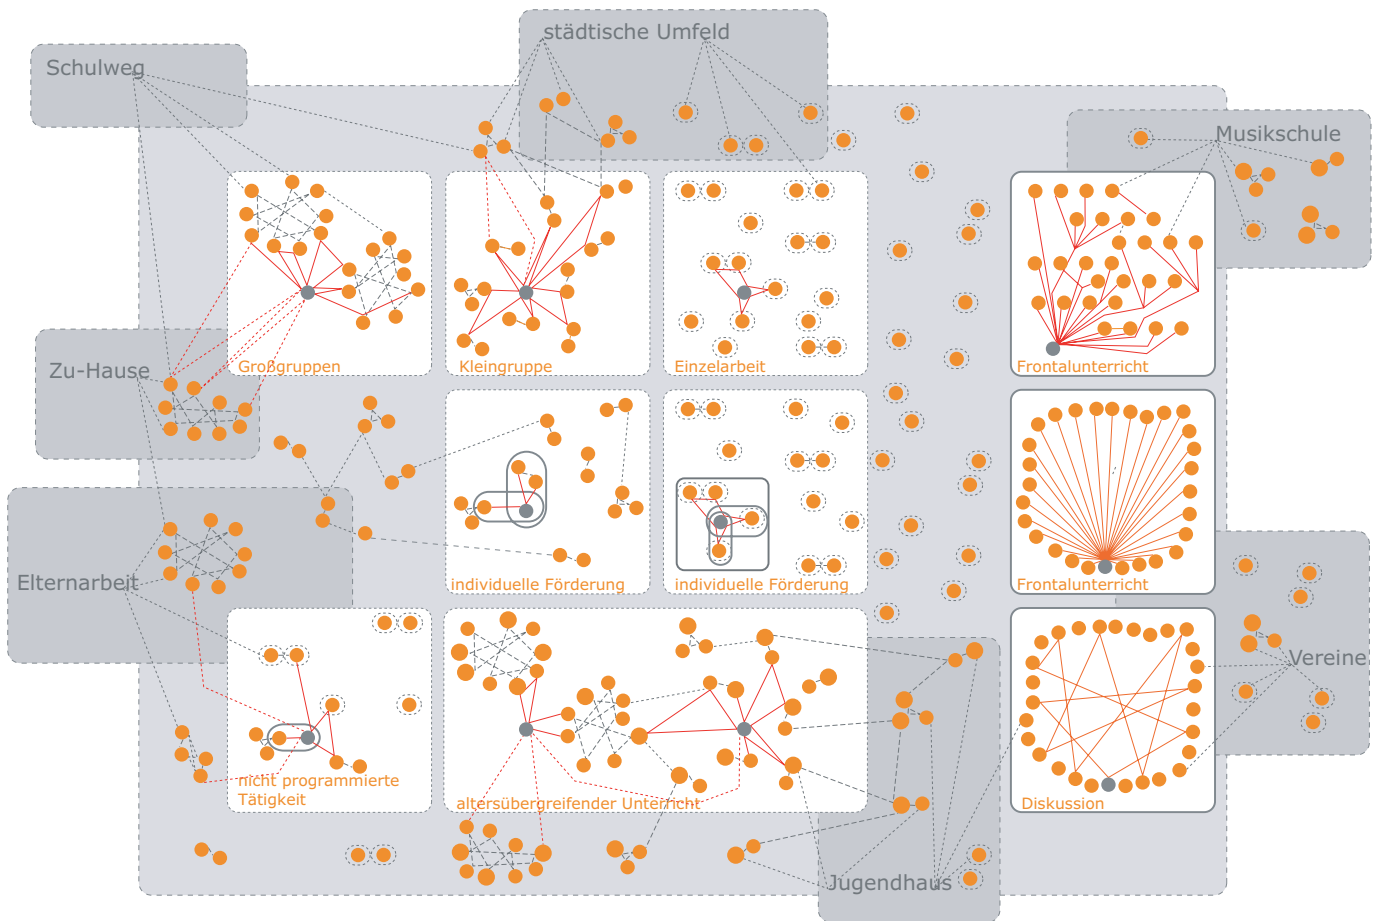 städtische Umfeld
Schulweg
Musikschule
Großgruppen
Kleingruppe
Einzelarbeit
Frontalunterricht
Zu-Hause
individuelle Förderung
individuelle Förderung
Frontalunterricht
Elternarbeit
Vereine
nicht programmierte
Tätigkeit
altersübergreifender Unterricht
Diskussion
Jugendhaus